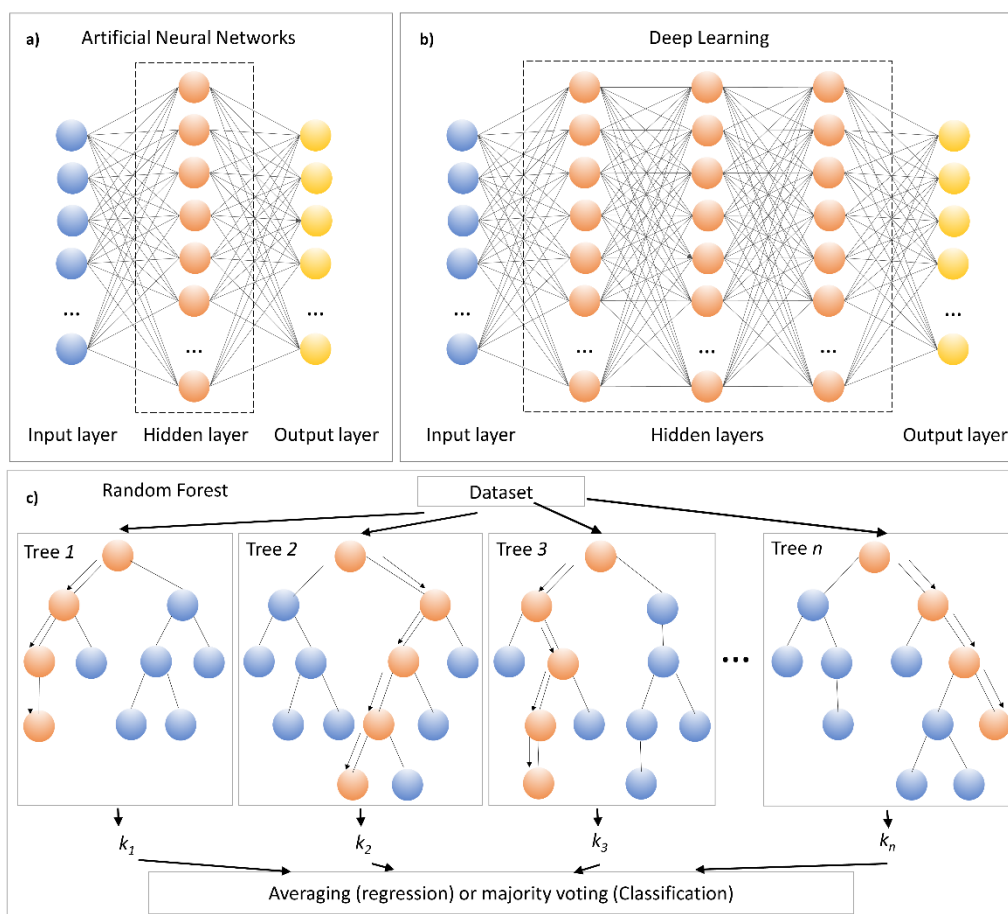 a)
Artificial Neural Networks
...
...
...
Input layer
Hidden layer
Output layer
b)
Deep Learning
...
...
...
...
...
Input layer
Hidden layers
Output layer
c)
Random Forest
Dataset
Tree 1
Tree 2
Tree 3
Tree n
...
k1
k2
k3
kn
Averaging (regression) or majority voting (Classification)